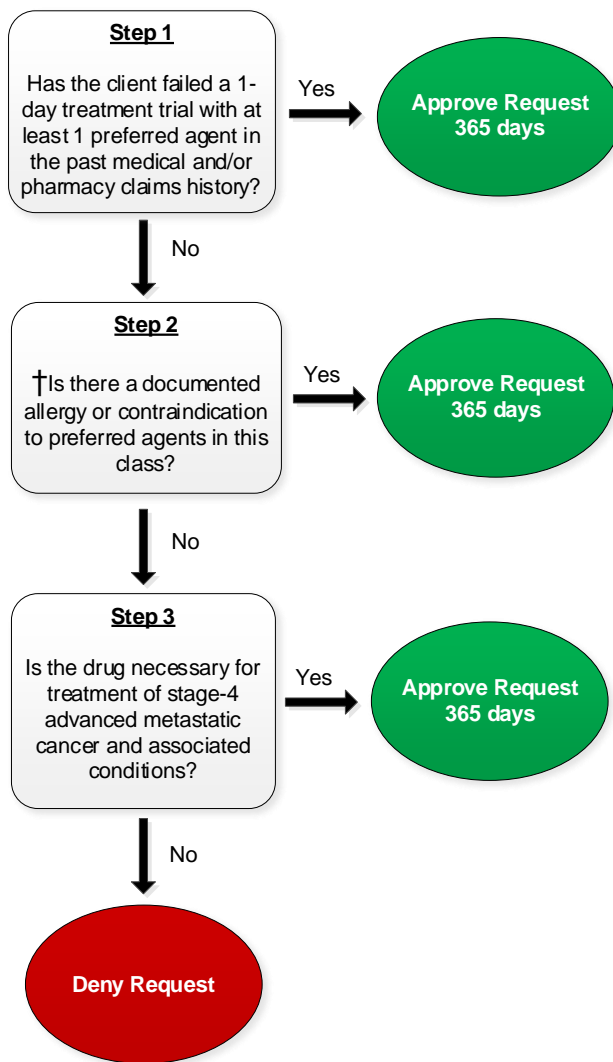 Step 1
Has the client failed a 1-
day treatment trial with at
least 1 preferred agent in
the past medical and/or
pharmacy claims history?
Yes
Approve Request
365 days
No
Step 2
†Is there a documented
allergy or contraindication
to preferred agents in this
class?
Yes
Approve Request
365 days
No
Step 3
Is the drug necessary for
treatment of stage-4
advanced metastatic
cancer and associated
conditions?
Yes
Approve Request
365 days
No
Deny Request